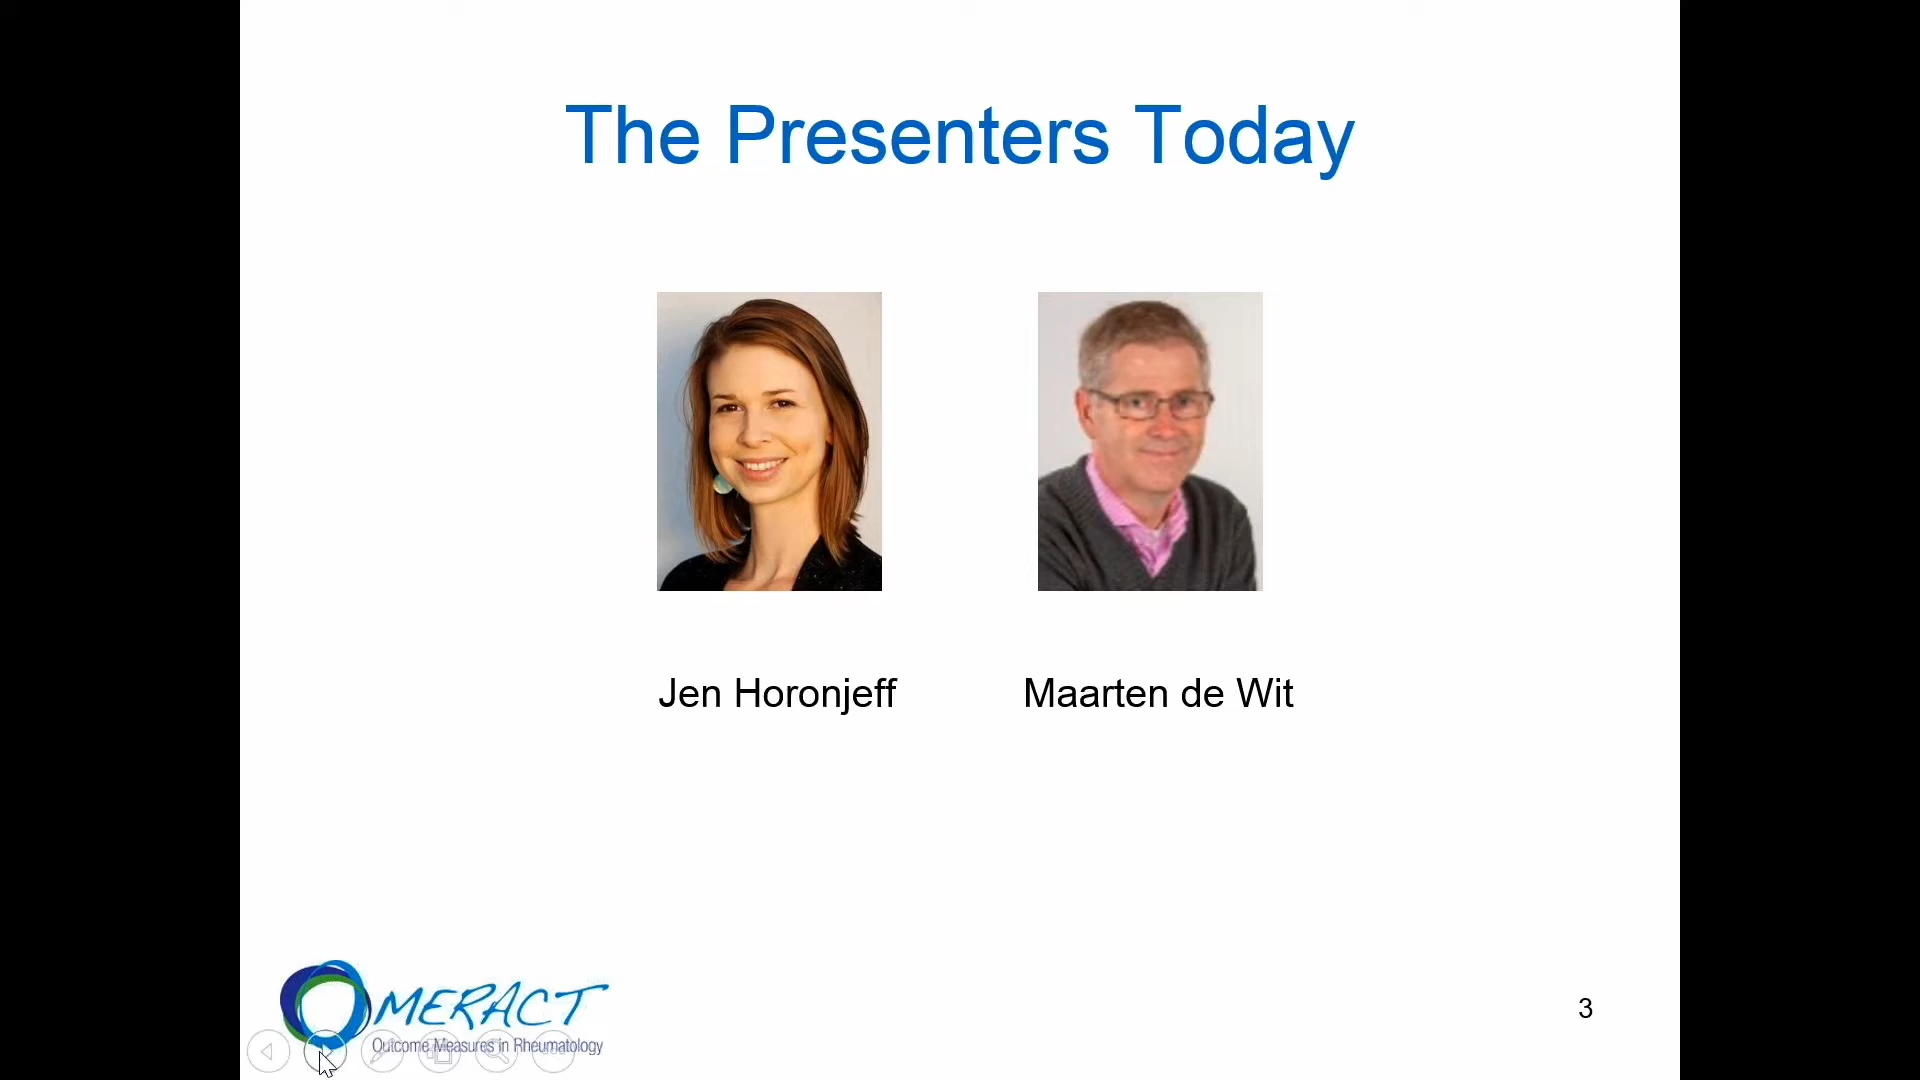 The Presenters Today
Jen Horonjeff
Maarten de Wit
OMERACT
Outcome Measures in Rheumatology
3